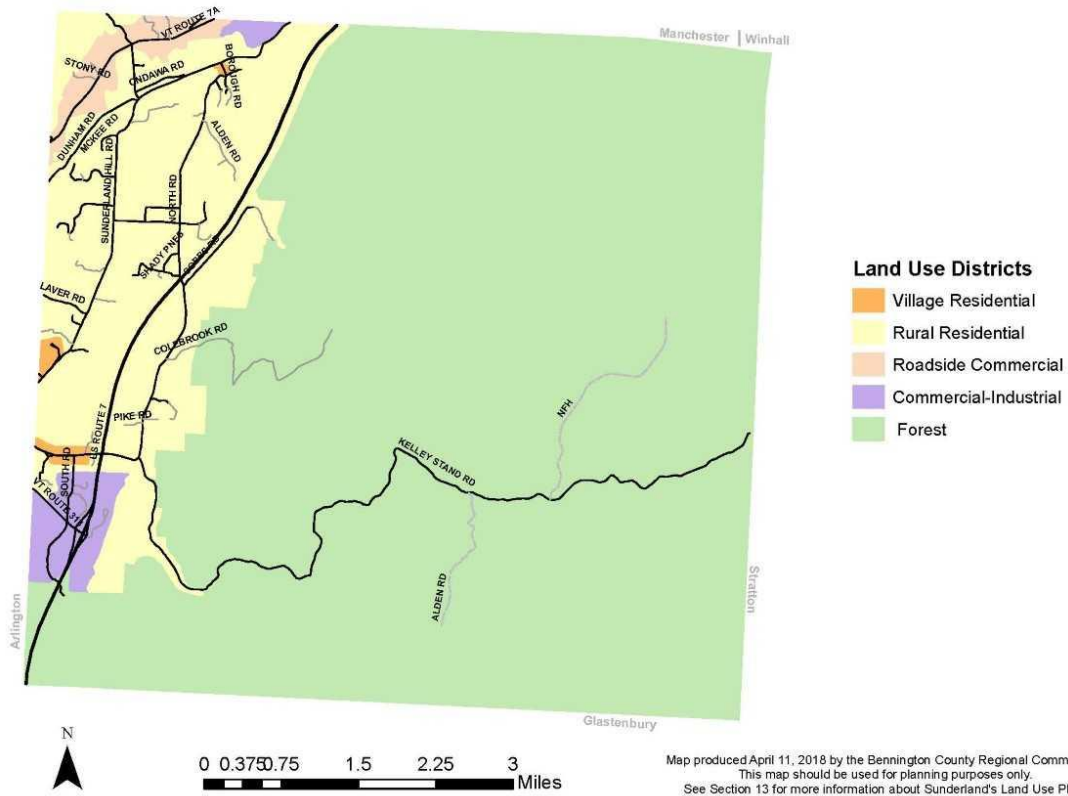 Manchester | Winhall
VT ROUTE 7A
STONY RD
ONDAWA RD
BOROUGH RD
DUNHAM RD
MCKEE RD
ALDEN RD
SUNDERLAND HILL RD
NORTH RD
SHADY PNES
LAVER RD
COLEBROOK RD
PIKE RD
US ROUTE 7
SOUTH RD
VT ROUTE 313
KELLEY STAND RD
NFH
ALDEN RD
Arlington
Stratton
Glastenbury
Land Use Districts
Village Residential
Rural Residential
Roadside Commercial
Commercial-Industrial
Forest
N
0 0.375 0.75 1.5 2.25 3
Miles
Map produced April 11, 2018 by the Bennington County Regional Comm
This map should be used for planning purposes only.
See Section 13 for more information about Sunderland's Land Use Pl